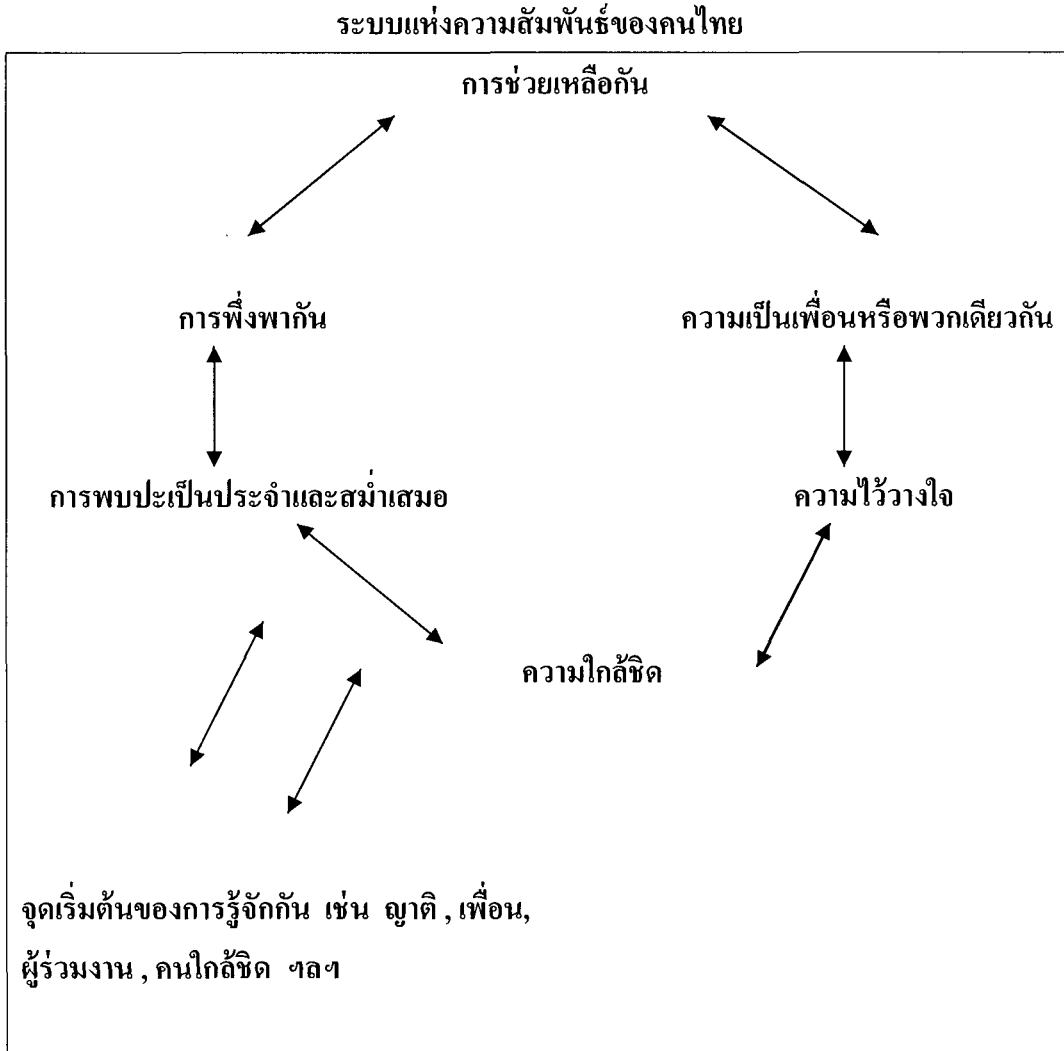 ระบบแห่งความสัมพันธ์ของคนไทย
การช่วยเหลือกัน
การพึ่งพากัน
ความเป็นเพื่อนหรือพวกเดียวกัน
การพบปะเป็นประจำและสม่ำเสมอ
ความไว้วางใจ
ความใกล้ชิด
จุดเริ่มต้นของการรู้จักกัน เช่น ญาติ , เพื่อน,
ผู้ร่วมงาน , คนใกล้ชิด ฯลฯ